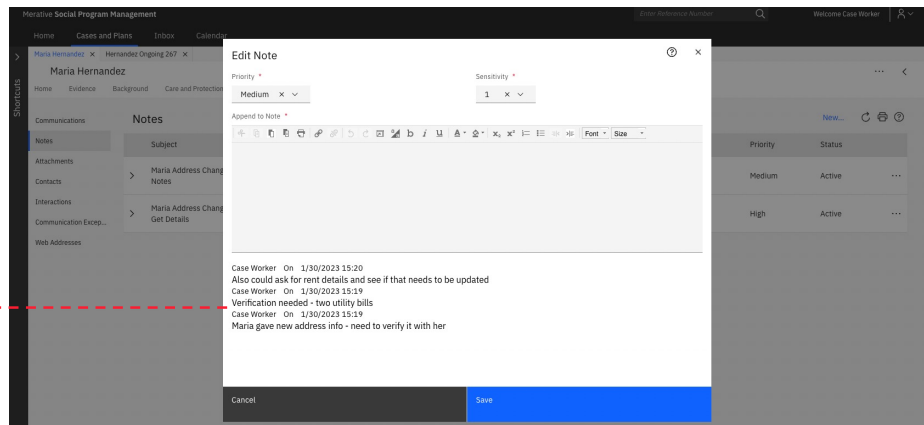 Merative Social Program Management
Enter Reference Number
Welcome Case Worker
Home Cases and Plans Inbox Calendar
Maria Hernandez Hernandez Ongoing 267
Maria Hernandez
Home Evidence Background Care and Protection
Shortcuts
Communications
Notes
Attachments
Contacts
Interactions
Communication Excep...
Web Addresses
Notes
New...
Subject Priority Status
Maria Address Chang
Notes
Medium Active
Maria Address Chang
Get Details
High Active
Edit Note
Priority * Sensitivity *
Medium 1
Append to Note *
b i U A x₂ x² Font Size
Case Worker On 1/30/2023 15:20
Also could ask for rent details and see if that needs to be updated
Case Worker On 1/30/2023 15:19
Verification needed - two utility bills
Case Worker On 1/30/2023 15:19
Maria gave new address info - need to verify it with her
Cancel Save